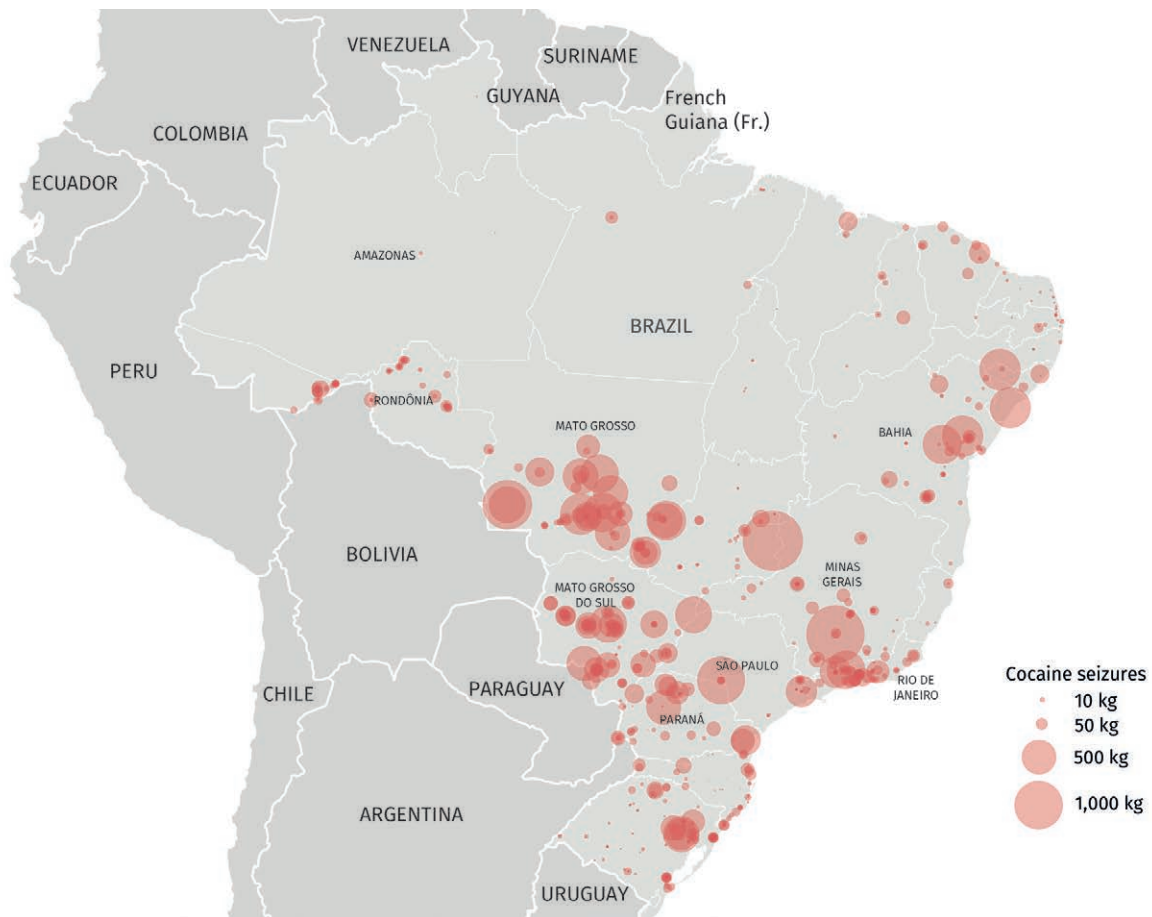 VENEZUELA
SURINAME
GUYANA
French
Guiana (Fr.)
COLOMBIA
ECUADOR
AMAZONAS
BRAZIL
PERU
RONDÔNIA
MATO GROSSO
BAHIA
BOLIVIA
MINAS
GERAIS
MATO GROSSO
DO SUL
SÃO PAULO
RIO DE
JANEIRO
CHILE
PARAGUAY
PARANÁ
ARGENTINA
URUGUAY
Cocaine seizures
10 kg
50 kg
500 kg
1,000 kg